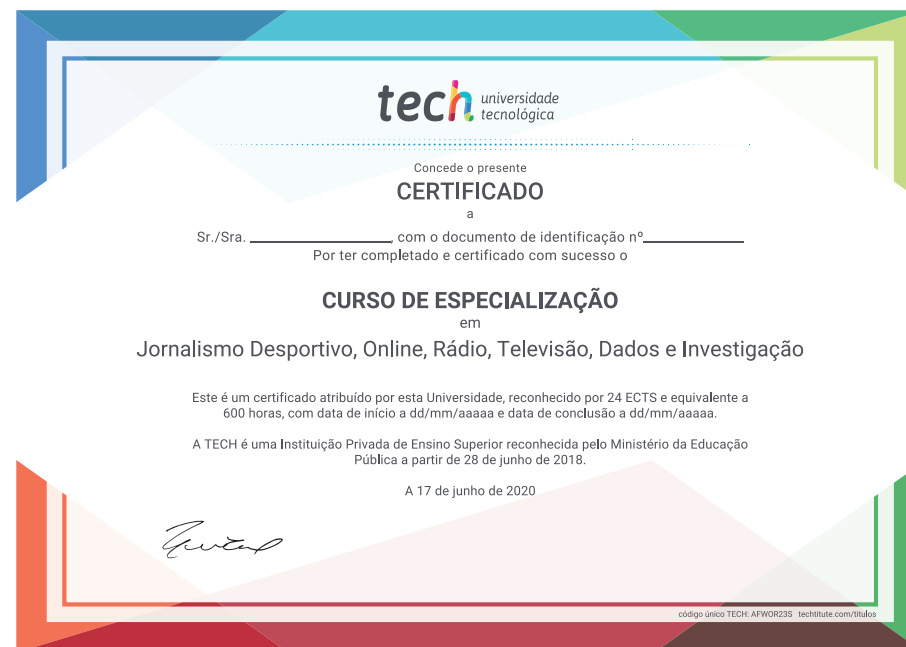 tech universidade
tecnológica
Concede o presente
CERTIFICADO
a
Sr./Sra. ____________, com o documento de identificação nº____________
Por ter completado e certificado com sucesso o
CURSO DE ESPECIALIZAÇÃO
em
Jornalismo Desportivo, Online, Rádio, Televisão, Dados e Investigação
Este é um certificado atribuído por esta Universidade, reconhecido por 24 ECTS e equivalente a
600 horas, com data de início a dd/mm/aaaaa e data de conclusão a dd/mm/aaaaa.
A TECH é uma Instituição Privada de Ensino Superior reconhecida pelo Ministério da Educação
Pública a partir de 28 de junho de 2018.
A 17 de junho de 2020
código único TECH: AFWOR23S techtitute.com/titulos